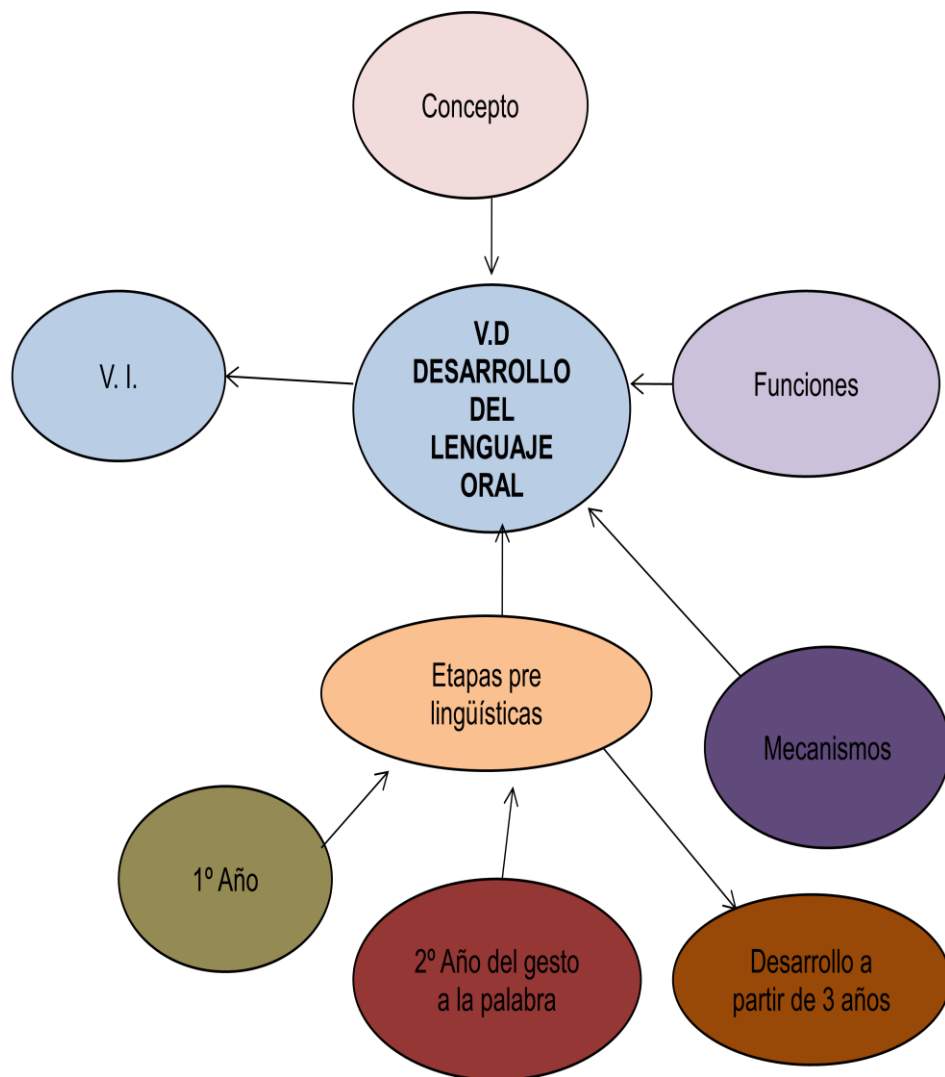 Concepto
V. I.
V.D
DESARROLLO
DEL
LENGUAJE
ORAL
Funciones
Etapas pre
lingüísticas
Mecanismos
1º Año
2º Año del gesto
a la palabra
Desarrollo a
partir de 3 años